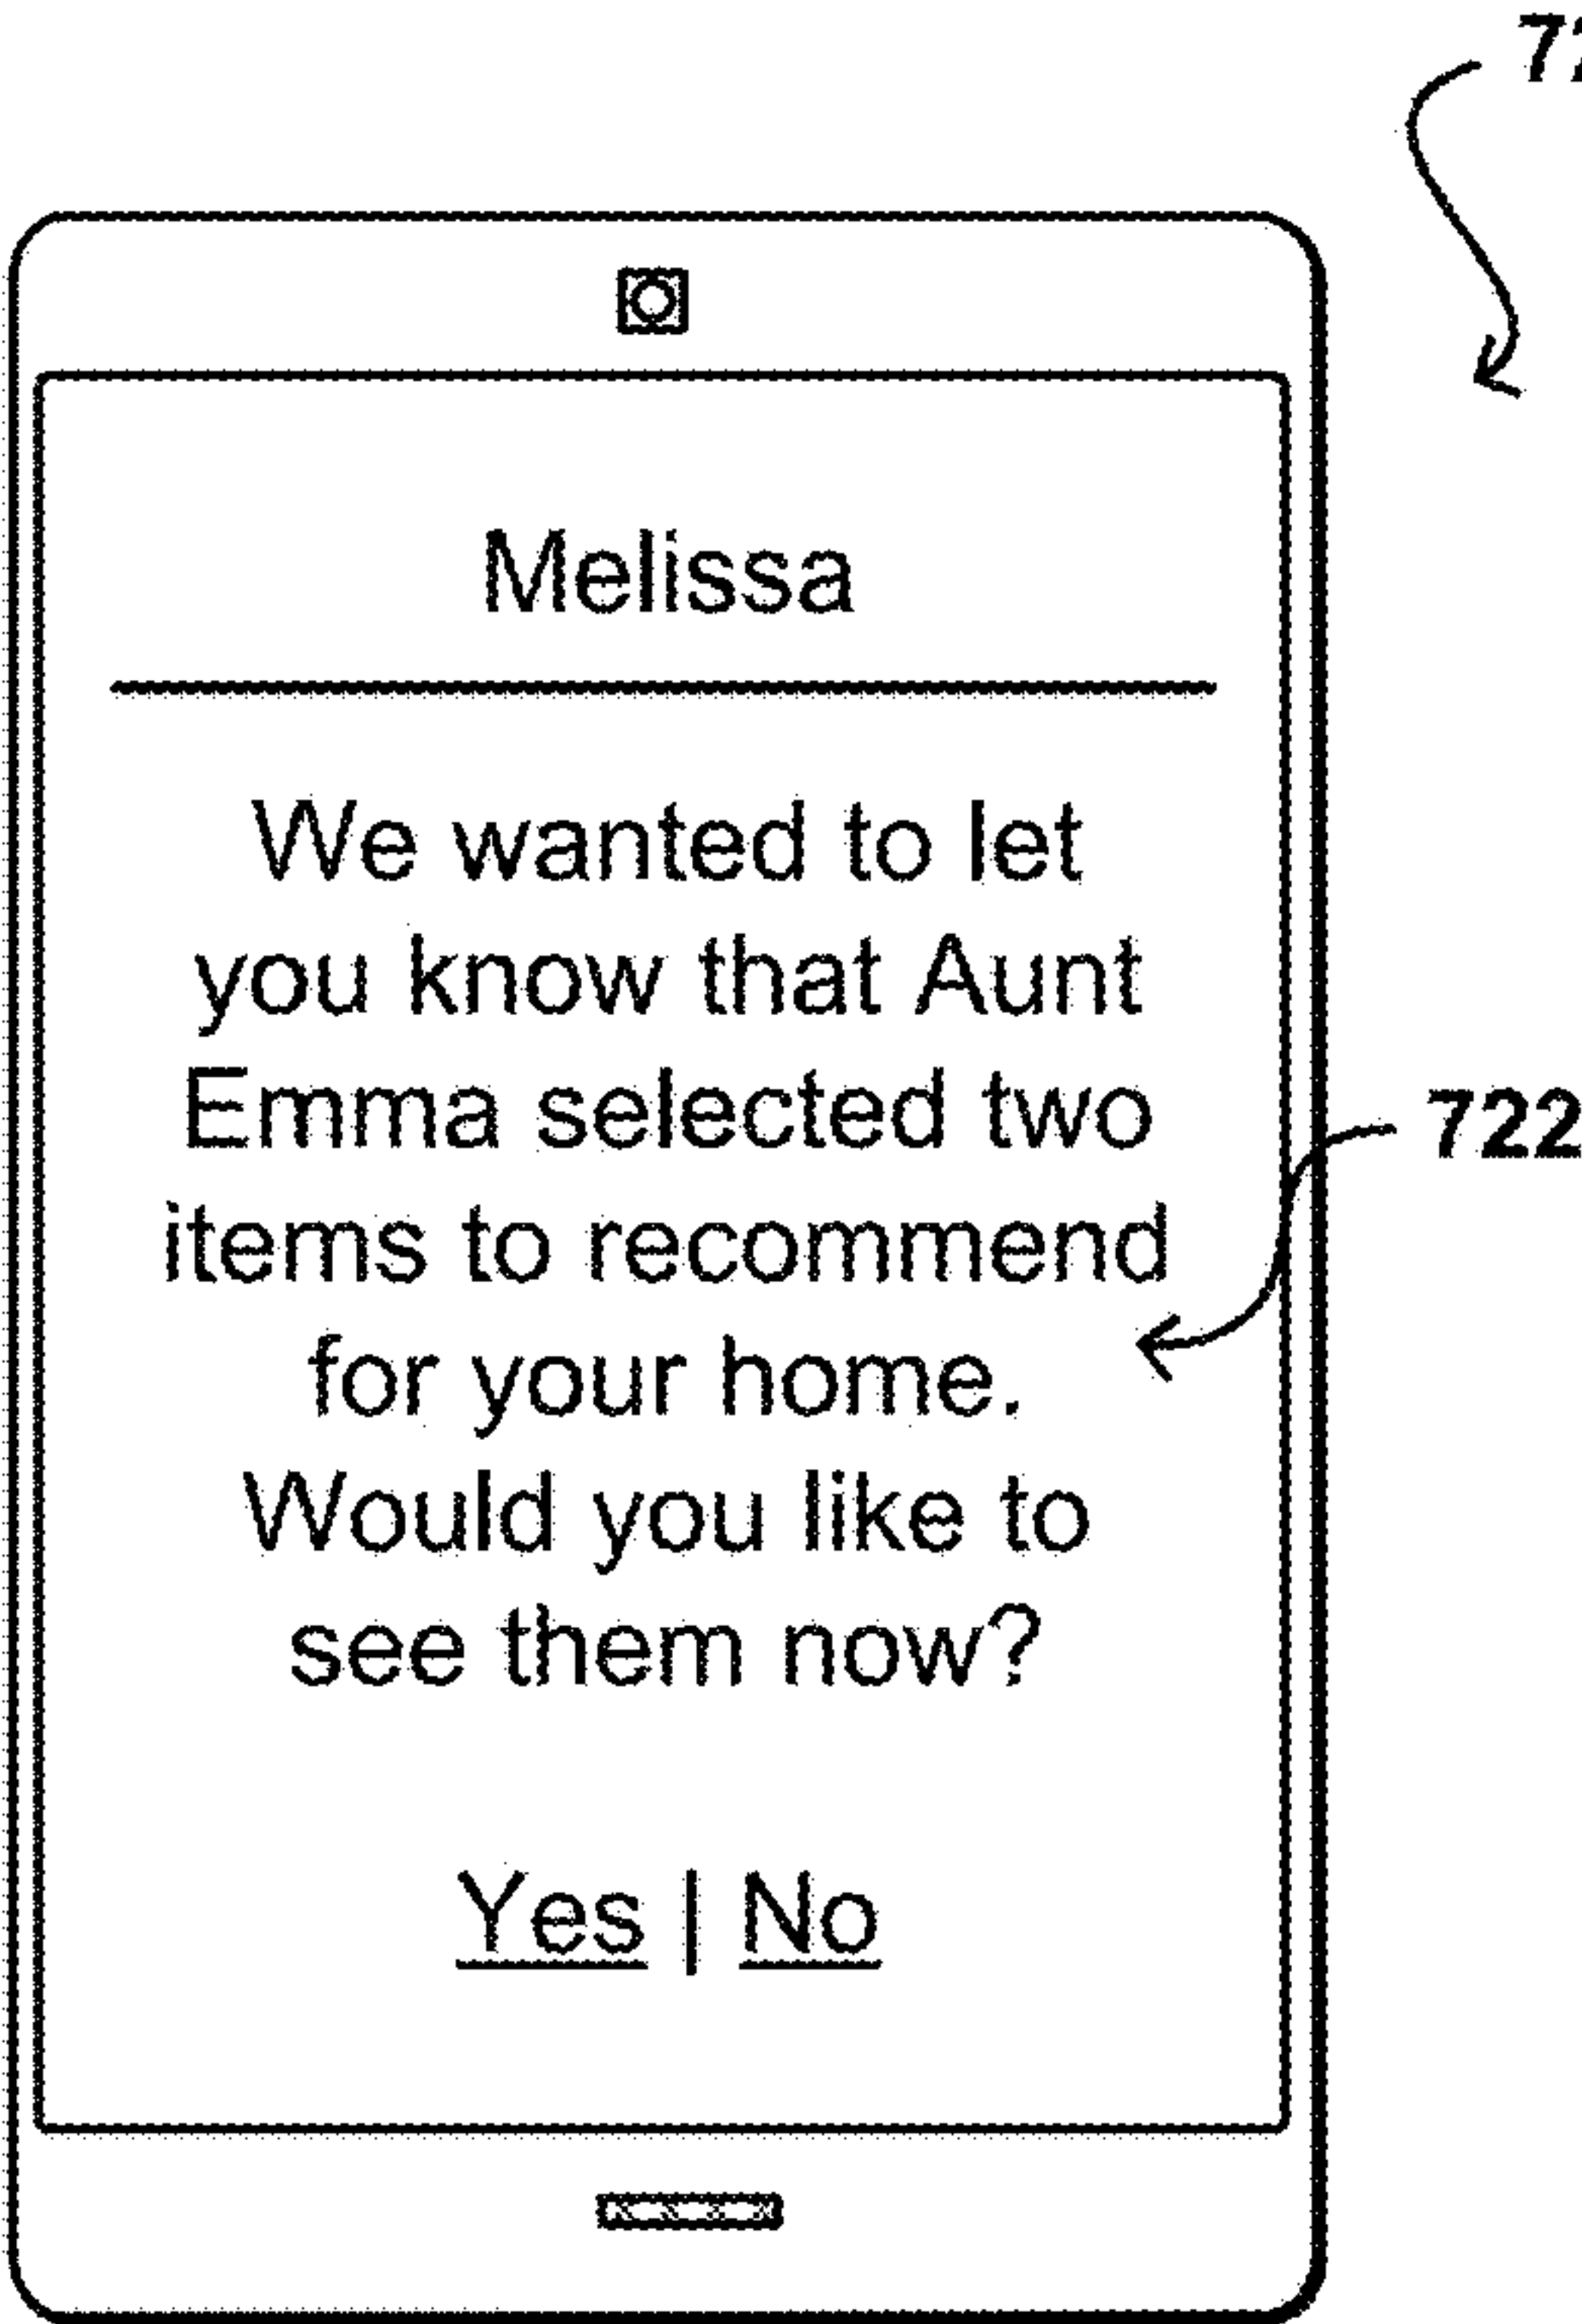 Melissa
We wanted to let
you know that Aunt
Emma selected two
items to recommend
for your home.
Would you like to
see them now?
Yes | No
722